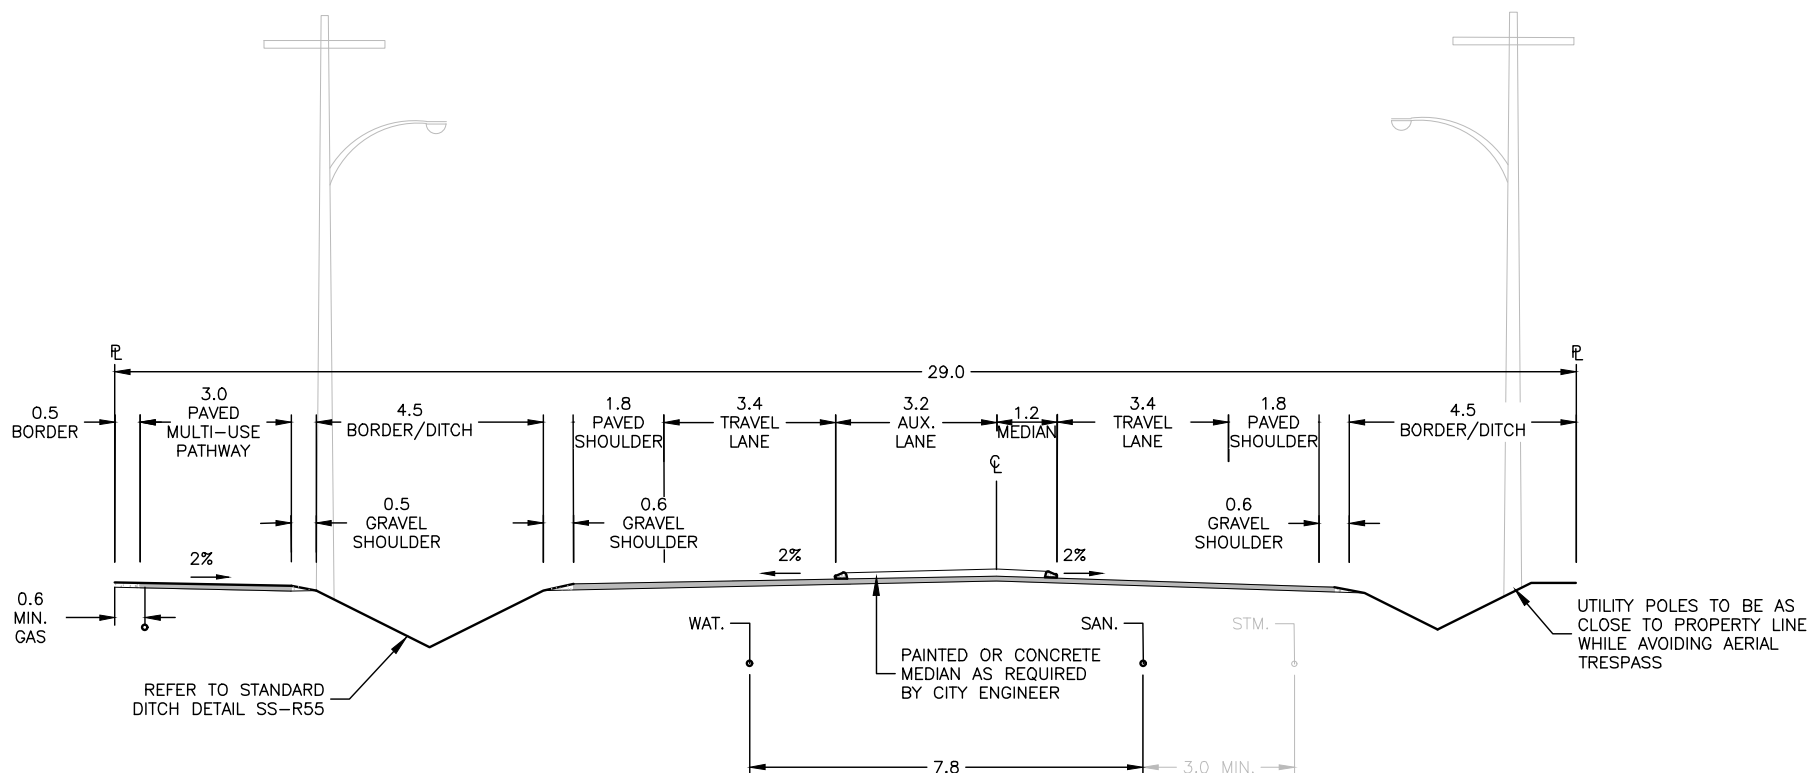 PL
PL
29.0
0.5
BORDER
3.0
PAVED
MULTI-USE
PATHWAY
4.5
BORDER/DITCH
1.8
PAVED
SHOULDER
3.4
TRAVEL
LANE
3.2
AUX.
LANE
1.2
MEDIAN
3.4
TRAVEL
LANE
1.8
PAVED
SHOULDER
4.5
BORDER/DITCH
CL
0.5
GRAVEL
SHOULDER
0.6
GRAVEL
SHOULDER
0.6
GRAVEL
SHOULDER
2%
2%
2%
0.6
MIN.
GAS
WAT.
SAN.
STM.
UTILITY POLES TO BE AS
CLOSE TO PROPERTY LINE
WHILE AVOIDING AERIAL
TRESPASS
PAINTED OR CONCRETE
MEDIAN AS REQUIRED
BY CITY ENGINEER
REFER TO STANDARD
DITCH DETAIL SS-R55
7.8
3.0 MIN.